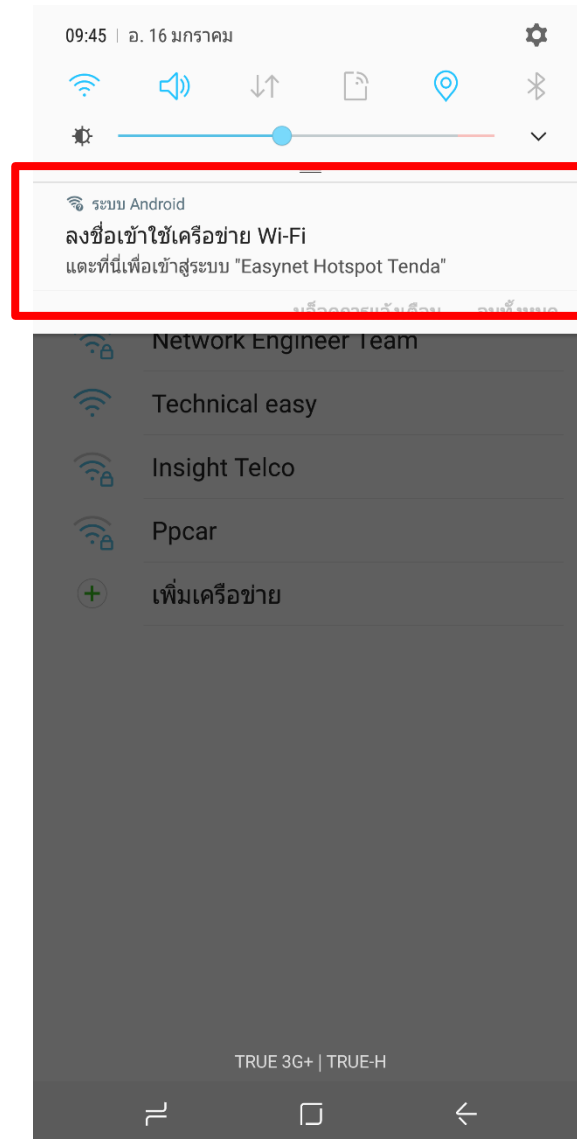 09:45 | อ. 16 มกราคม
ระบบ Android
ลงชื่อเข้าใช้เครือข่าย Wi-Fi
แตะที่นี่เพื่อเข้าสู่ระบบ "Easynet Hotspot Tenda"
Network Engineer Team
Technical easy
Insight Telco
Ppcar
เพิ่มเครือข่าย
TRUE 3G+ | TRUE-H